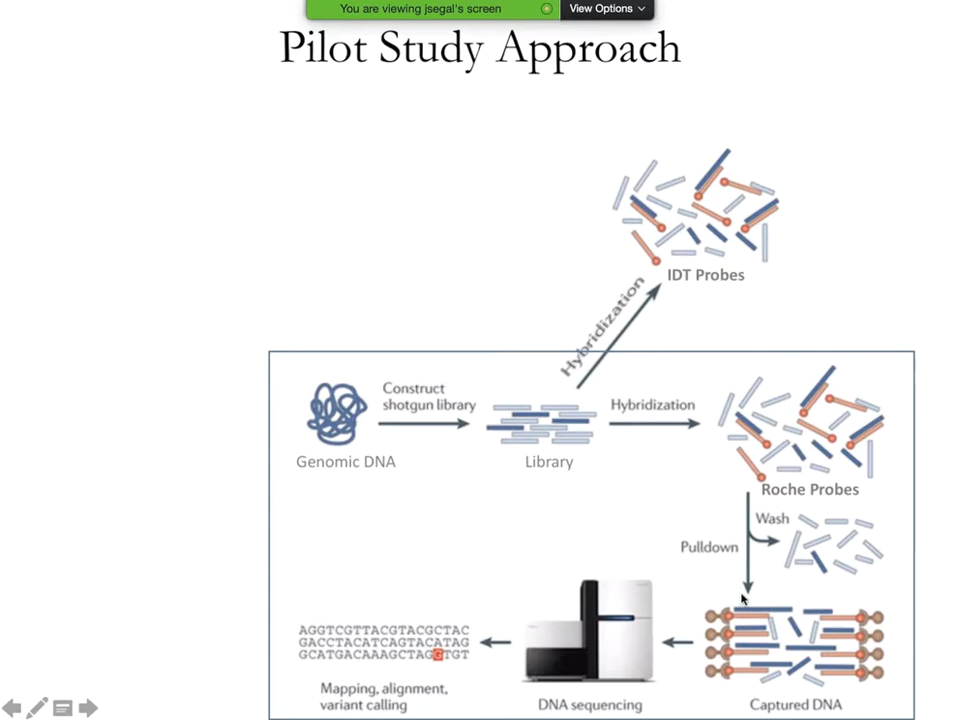 You are viewing jsegal's screen
View Options
Pilot Study Approach
IDT Probes
Hybridization
Construct
shotgun library
Hybridization
Genomic DNA
Library
Roche Probes
Wash
Pulldown
AGGTCGTTACGTACGCTAC
GACCTACATCAGTACATAG
GCATGACAAAGCTAGGTGT
Mapping, alignment,
variant calling
DNA sequencing
Captured DNA